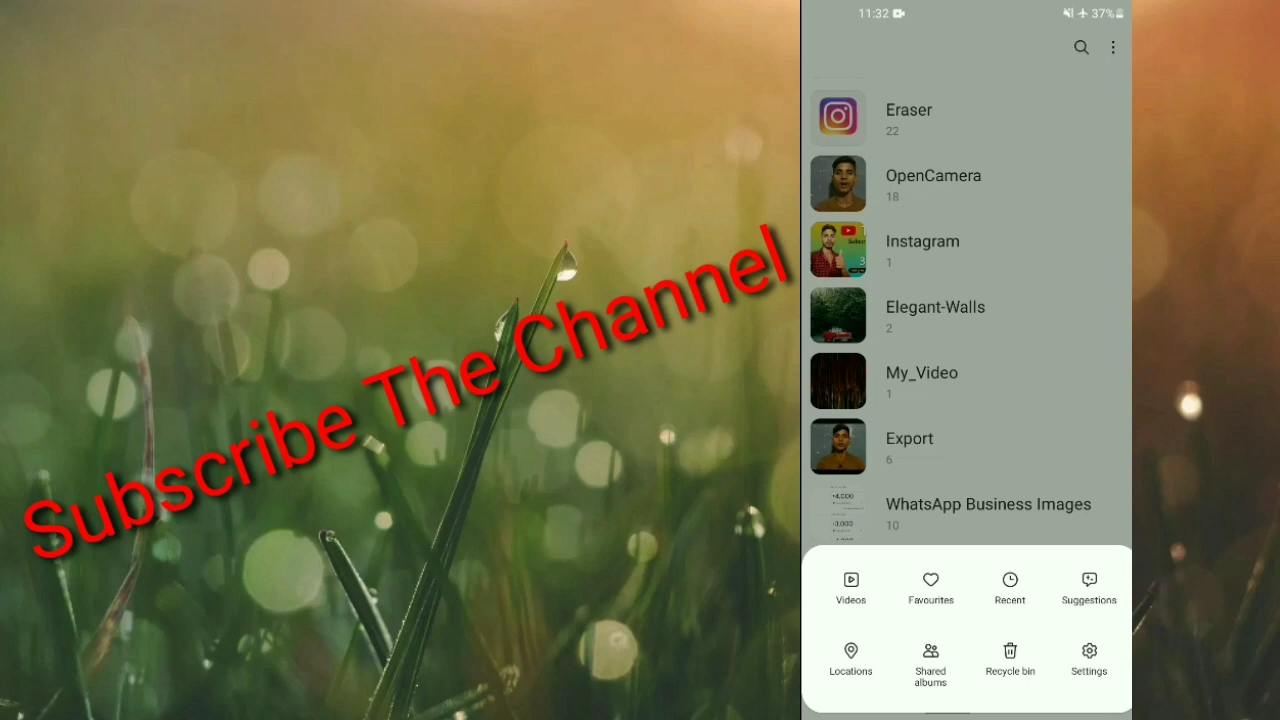 Subscribe The Channel
11:32
37%
Eraser
22
OpenCamera
18
Instagram
1
Elegant-Walls
2
My_Video
1
Export
6
WhatsApp Business Images
10
Videos
Favourites
Recent
Suggestions
Locations
Shared
albums
Recycle bin
Settings